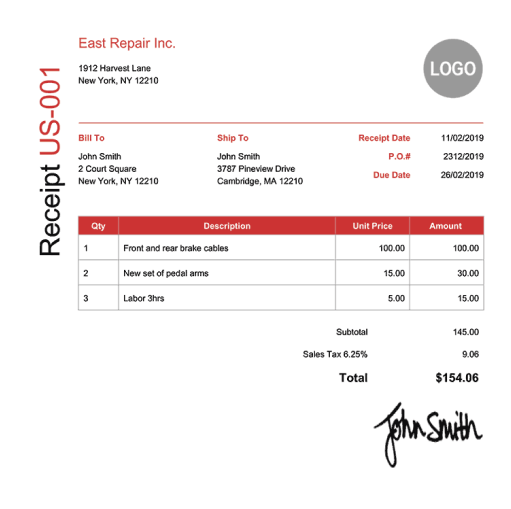 Receipt US-001
East Repair Inc.
1912 Harvest Lane
New York, NY 12210
LOGO
Bill To
John Smith
2 Court Square
New York, NY 12210
Ship To
John Smith
3787 Pineview Drive
Cambridge, MA 12210
Receipt Date 11/02/2019
P.O.# 2312/2019
Due Date 26/02/2019
Qty Description Unit Price Amount
1 Front and rear brake cables 100.00 100.00
2 New set of pedal arms 15.00 30.00
3 Labor 3hrs 5.00 15.00
Subtotal 145.00
Sales Tax 6.25% 9.06
Total $154.06
John Smith